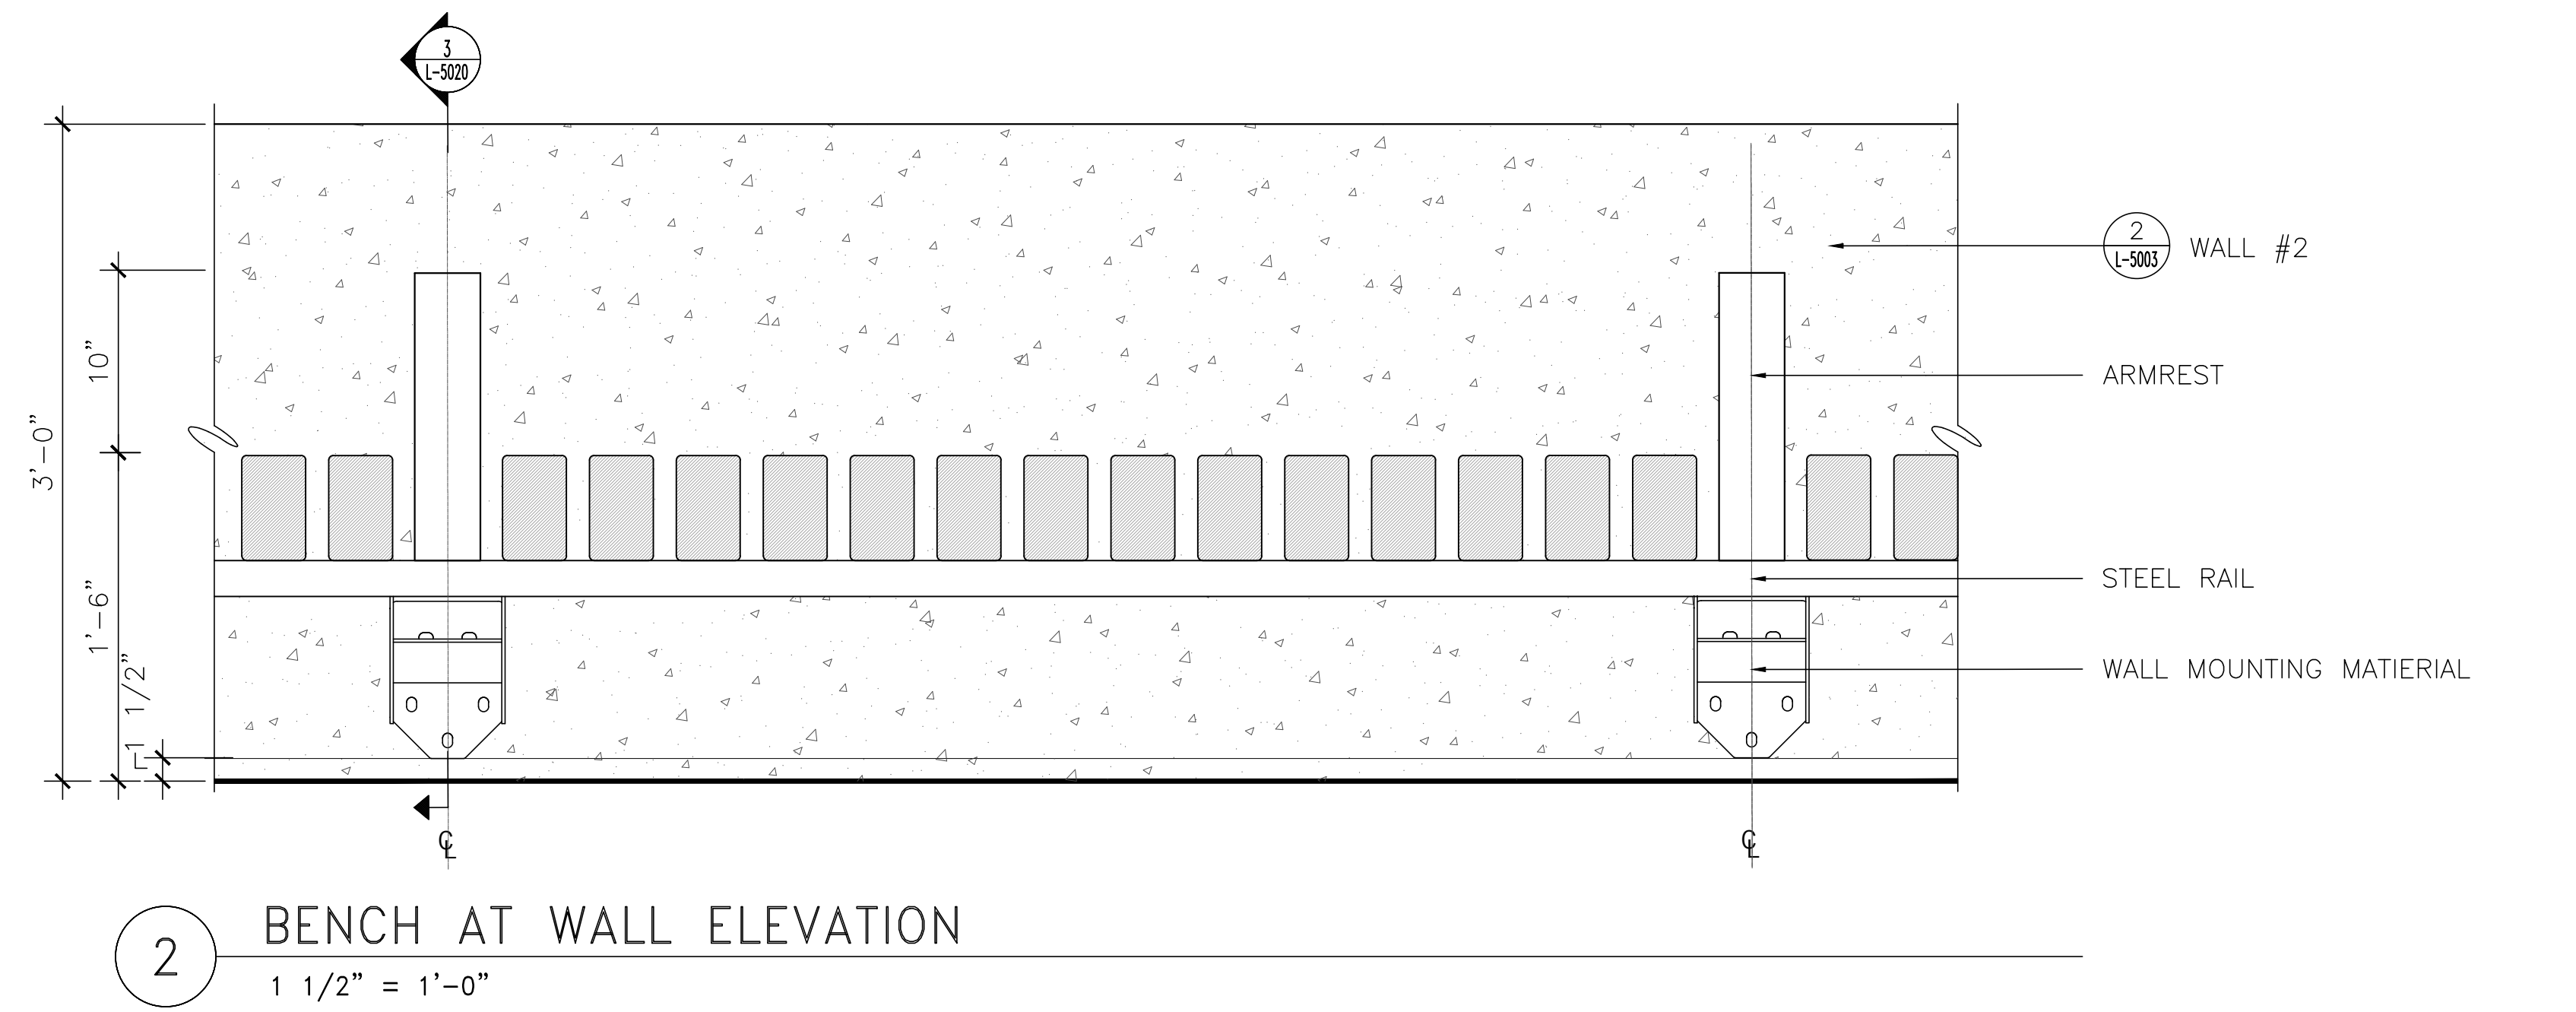 3
L-5020
3'-0"
10"
1'-6"
1 1/2"
2
L-5003
WALL #2
ARMREST
STEEL RAIL
WALL MOUNTING MATIERIAL
CL
CL
2
BENCH AT WALL ELEVATION
1 1/2" = 1'-0"